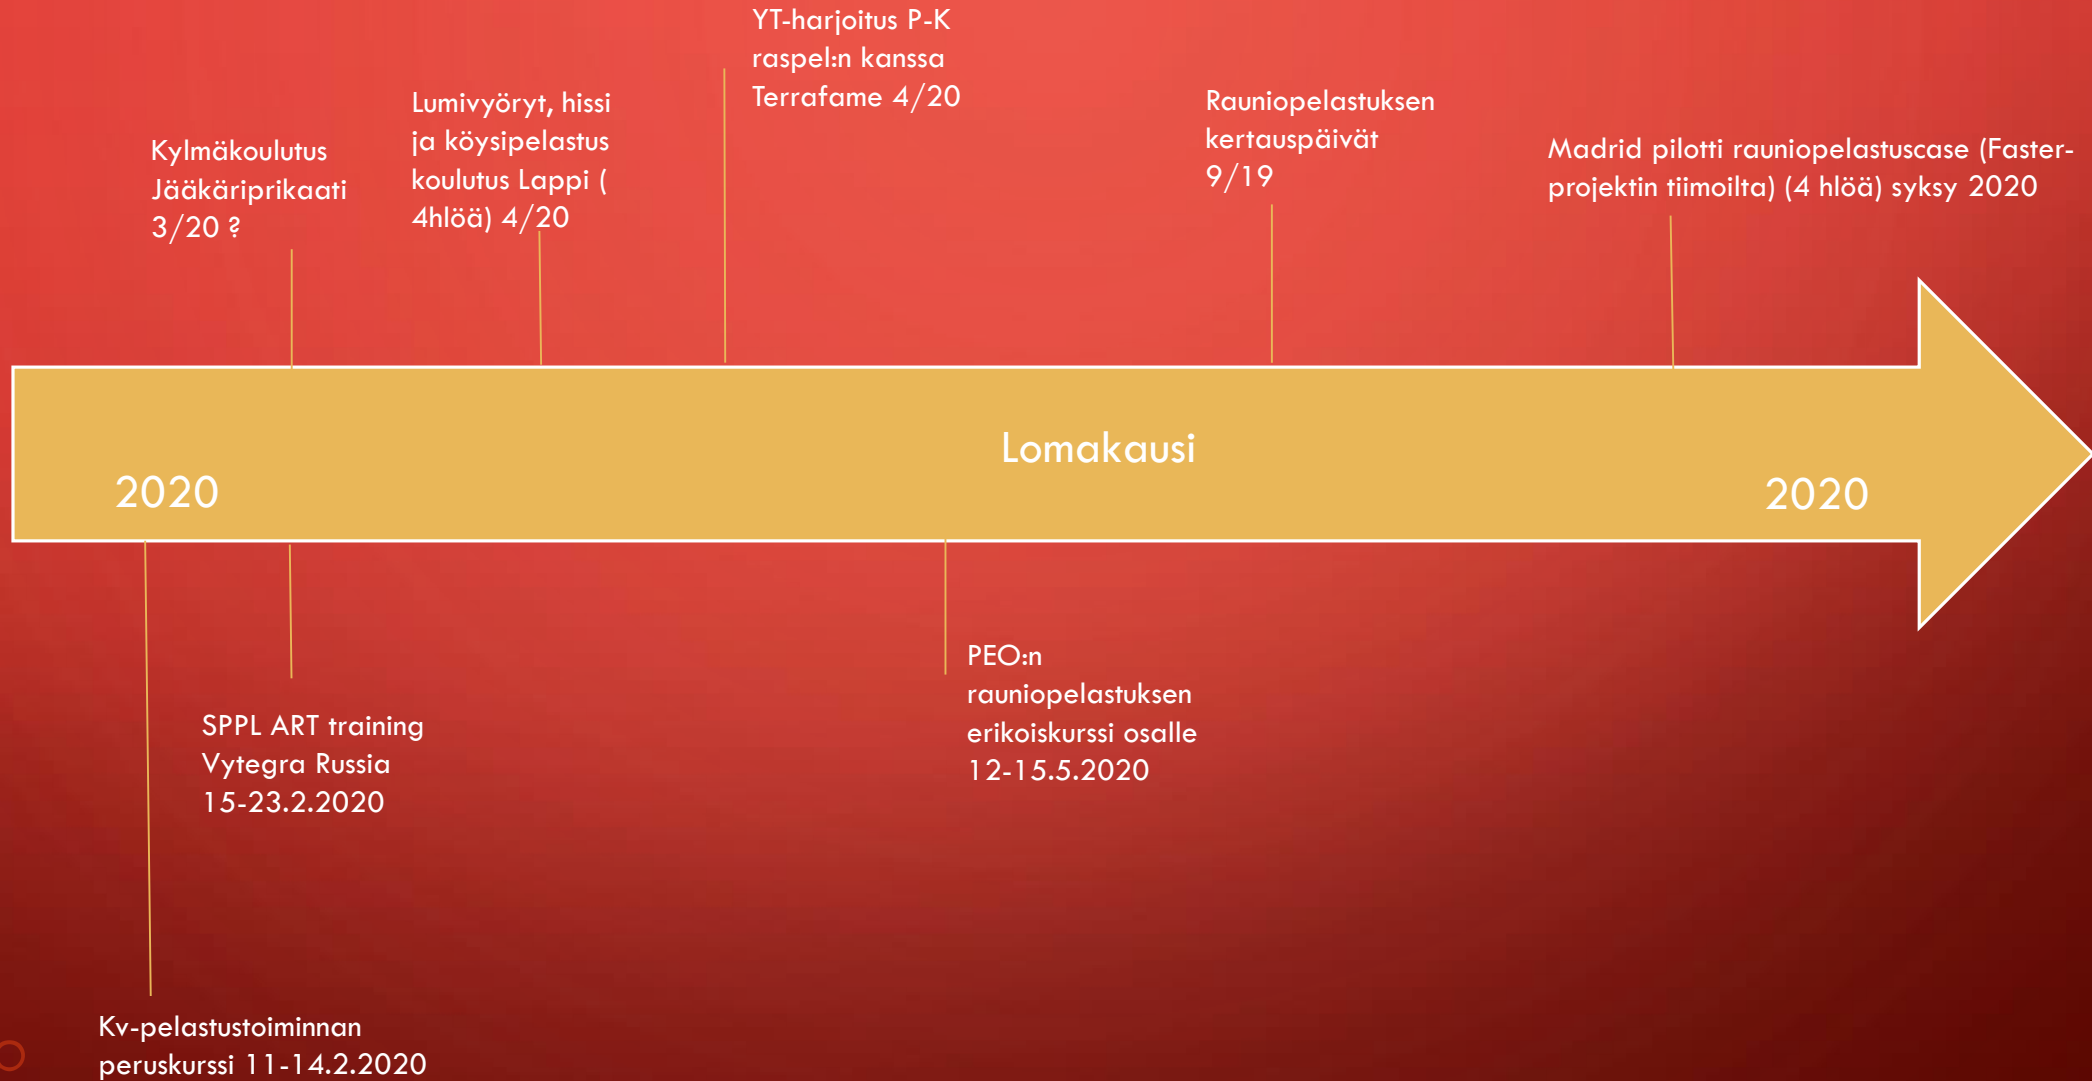 YT-harjoitus P-K
raspel:n kanssa
Terrafame 4/20
Lumivyöryt, hissi
ja köysipelastus
koulutus Lappi (
4hlöä) 4/20
Kylmäkoulutus
Jääkäriprikaati
3/20 ?
Rauniopelastuksen
kertauspäivät
9/19
Madrid pilotti rauniopelastuscase (Faster-
projektin tiimoilta) (4 hlöä) syksy 2020
Lomakausi
2020
2020
PEO:n
rauniopelastuksen
erikoiskurssi osalle
12-15.5.2020
SPPL ART training
Vytegra Russia
15-23.2.2020
Kv-pelastustoiminnan
peruskurssi 11-14.2.2020